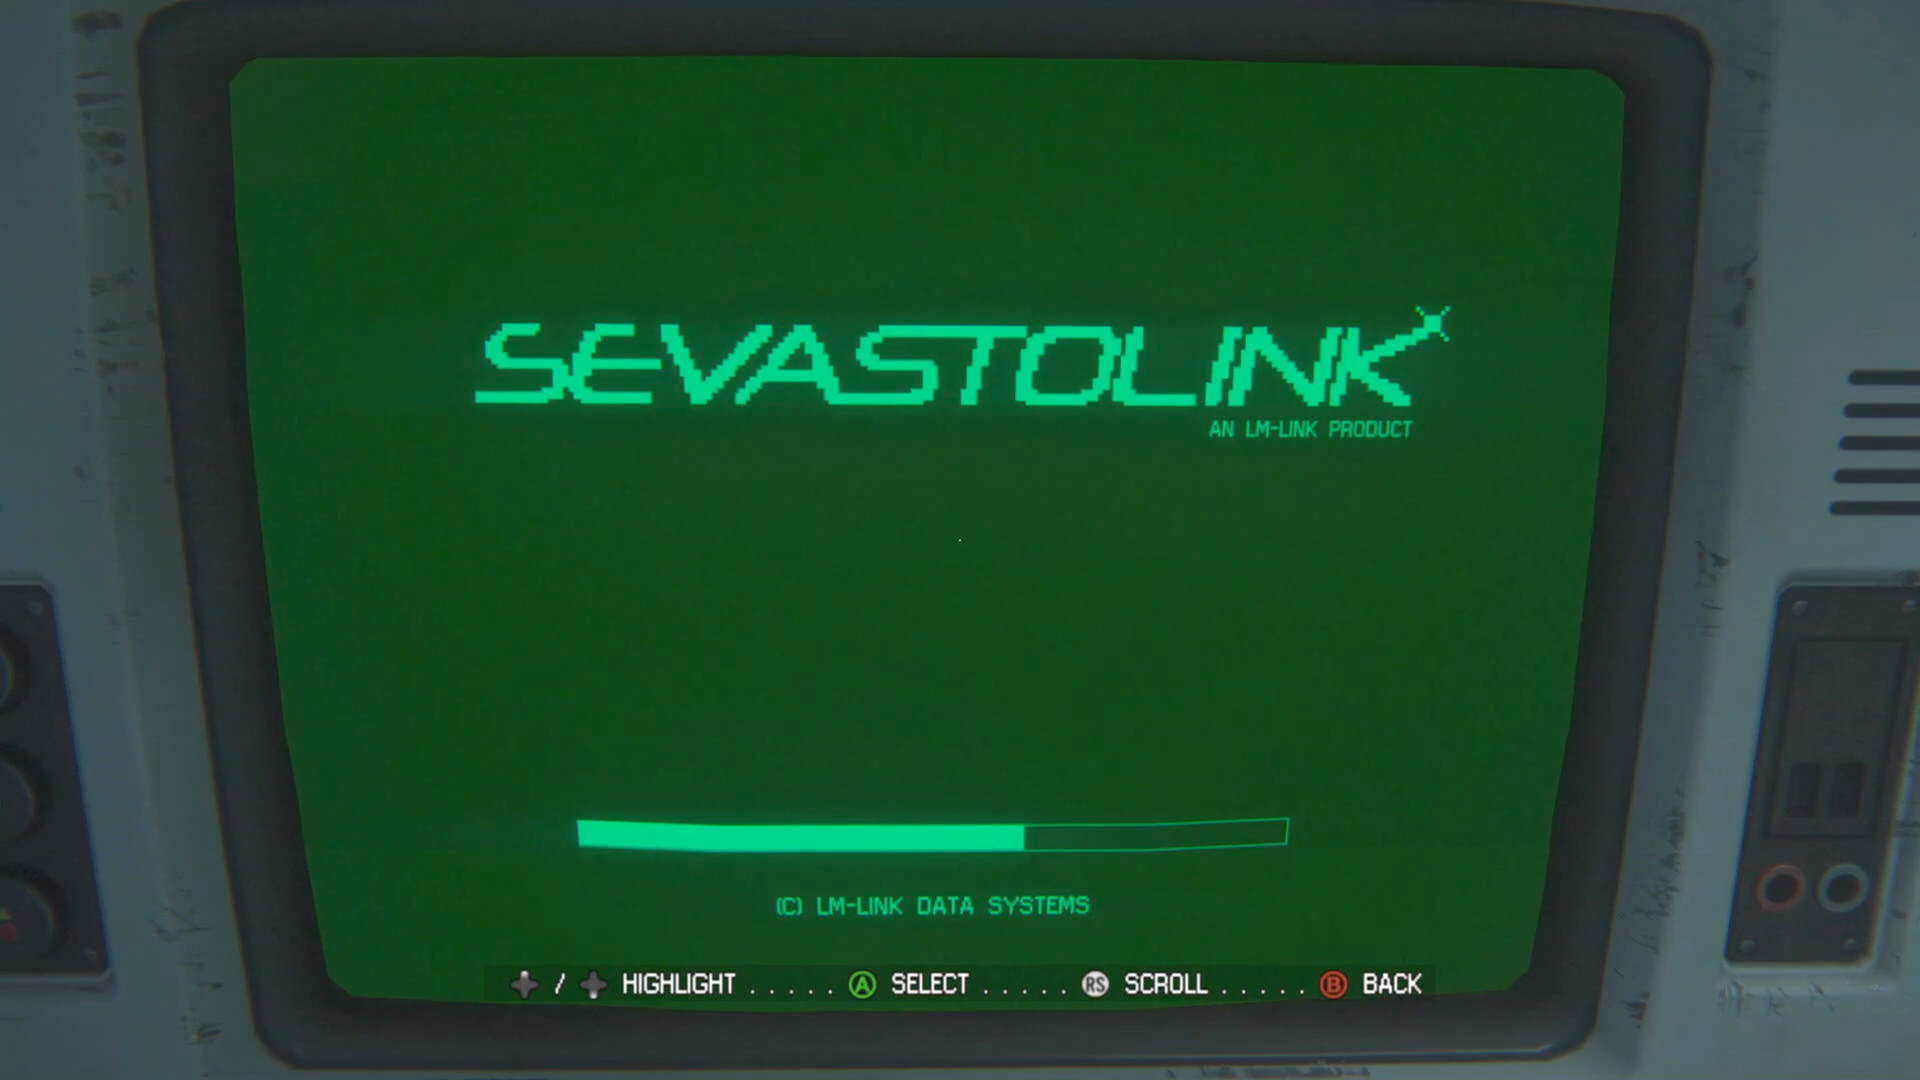 SEVASTOLINK
AN LM-LINK PRODUCT
(C) LM-LINK DATA SYSTEMS
/ HIGHLIGHT ..... A SELECT ..... RS SCROLL ..... B BACK